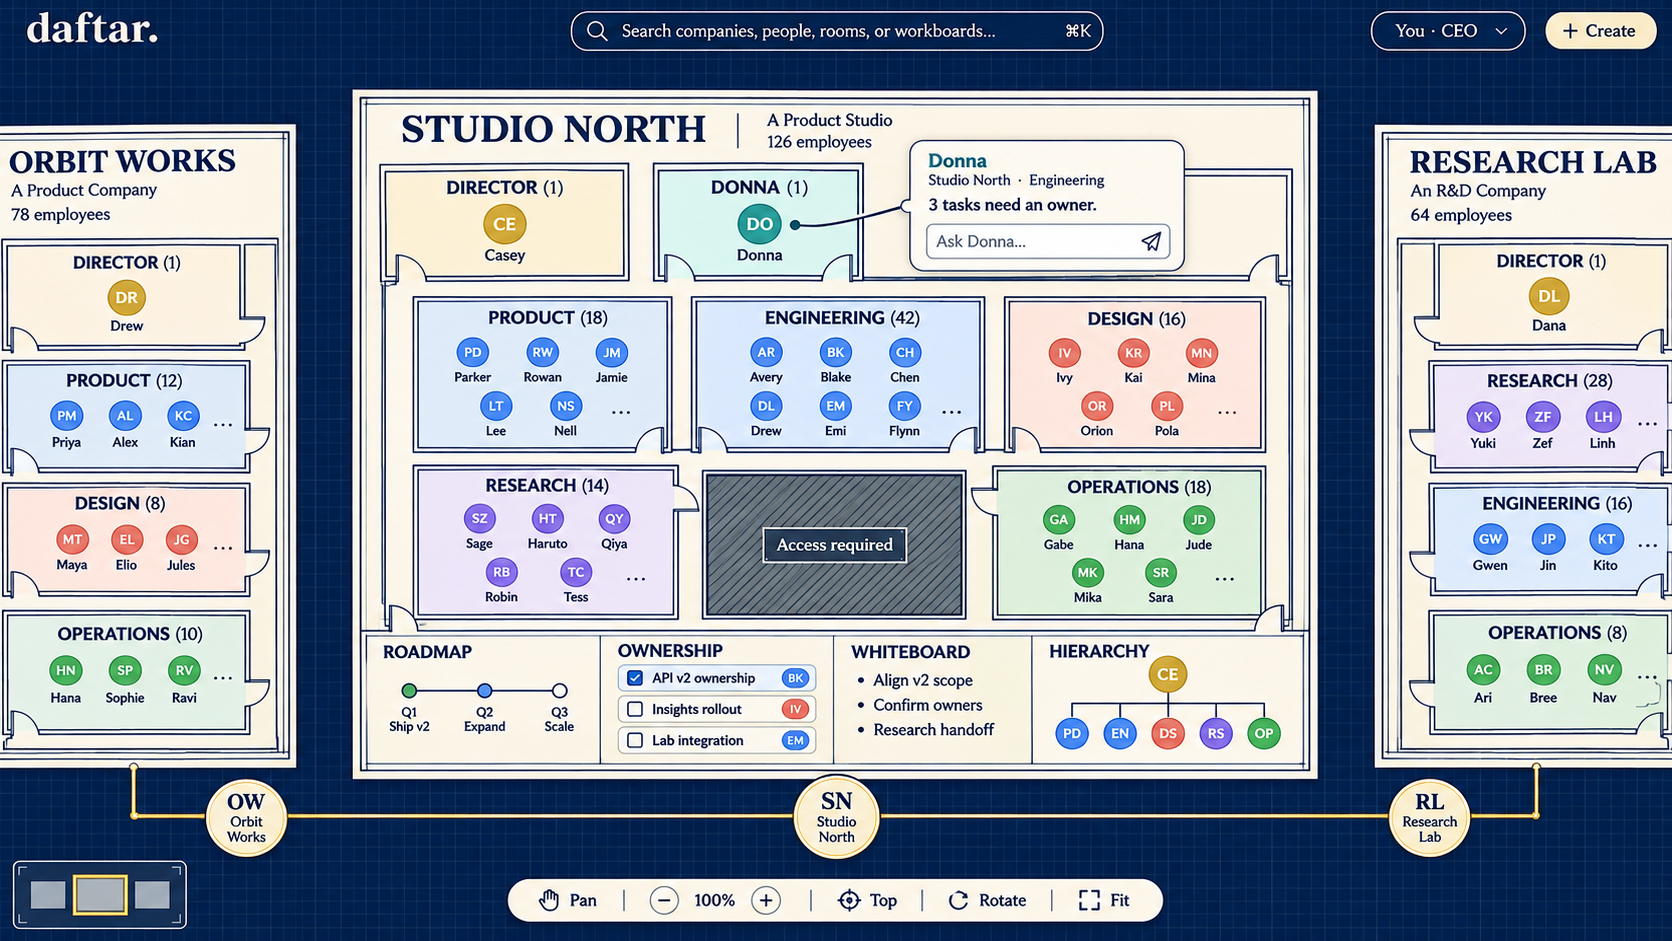 daftar.
Search companies, people, rooms, or workboards... ⌘K
You · CEO
+ Create
ORBIT WORKS
A Product Company
78 employees
DIRECTOR (1)
DR
Drew
PRODUCT (12)
PM AL KC
Priya Alex Kian ...
DESIGN (8)
MT EL JG
Maya Elio Jules ...
OPERATIONS (10)
HN SP RV
Hana Sophie Ravi ...
STUDIO NORTH
A Product Studio
126 employees
DIRECTOR (1)
CE
Casey
DONNA (1)
DO
Donna
Donna
Studio North · Engineering
3 tasks need an owner.
Ask Donna...
PRODUCT (18)
PD RW JM
Parker Rowan Jamie
LT NS ...
Lee Nell
ENGINEERING (42)
AR BK CH
Avery Blake Chen
DL EM FY ...
Drew Emi Flynn
DESIGN (16)
IV KR MN
Ivy Kai Mina
OR PL ...
Orion Pola
RESEARCH (14)
SZ HT QY
Sage Haruto Qiya
RB TC ...
Robin Tess
Access required
OPERATIONS (18)
GA HM JD
Gabe Hana Jude
MK SR ...
Mika Sara
ROADMAP
Q1 Q2 Q3
Ship v2 Expand Scale
OWNERSHIP
API v2 ownership BK
Insights rollout IV
Lab integration EM
WHITEBOARD
• Align v2 scope
• Confirm owners
• Research handoff
HIERARCHY
CE
PD EN DS RS OP
RESEARCH LAB
An R&D Company
64 employees
DIRECTOR (1)
DL
Dana
RESEARCH (28)
YK ZF LH ...
Yuki Zef Linh
ENGINEERING (16)
GW JP KT ...
Gwen Jin Kito
OPERATIONS (8)
AC BR NV ...
Ari Bree Nav
OW
Orbit
Works
SN
Studio
North
RL
Research
Lab
Pan
− 100% +
Top
Rotate
Fit